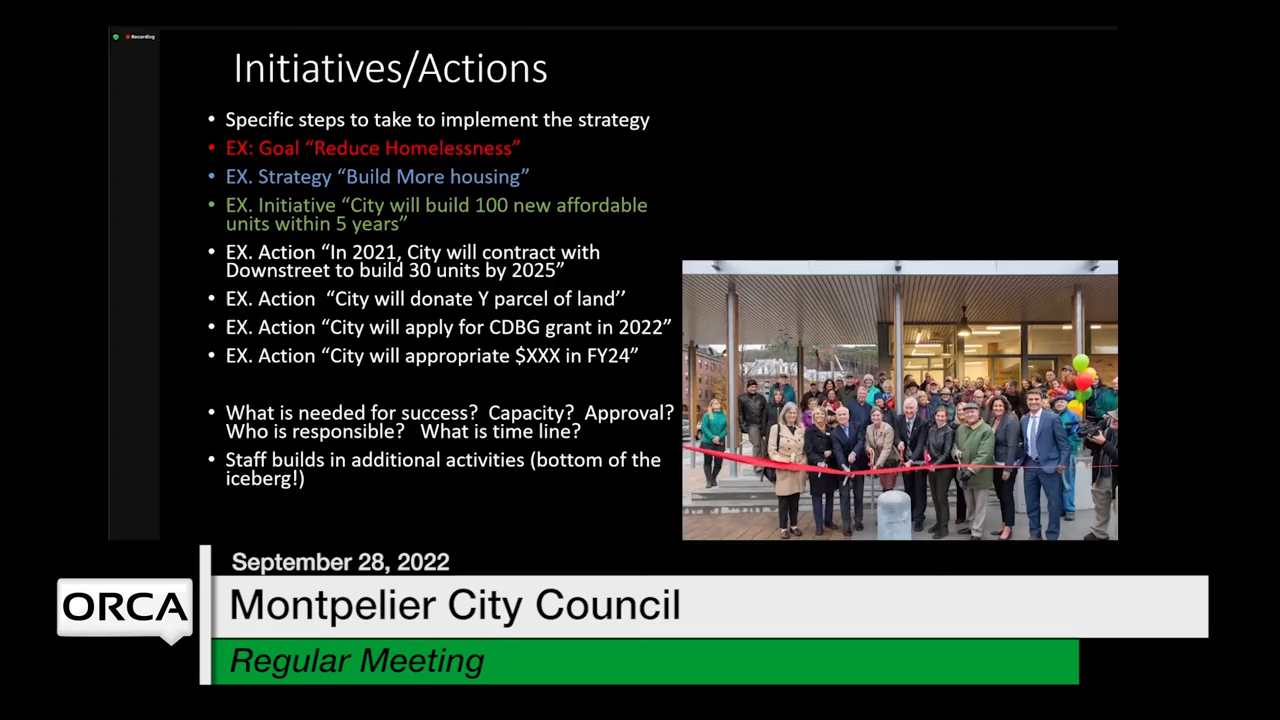 Recording
Initiatives/Actions
• Specific steps to take to implement the strategy
• EX: Goal “Reduce Homelessness”
• EX. Strategy “Build More housing”
• EX. Initiative “City will build 100 new affordable
units within 5 years”
• EX. Action “In 2021, City will contract with
Downstreet to build 30 units by 2025”
• EX. Action “City will donate Y parcel of land’’
• EX. Action “City will apply for CDBG grant in 2022”
• EX. Action “City will appropriate $XXX in FY24”
• What is needed for success? Capacity? Approval?
Who is responsible? What is time line?
• Staff builds in additional activities (bottom of the
iceberg!)
September 28, 2022
ORCA
Montpelier City Council
Regular Meeting